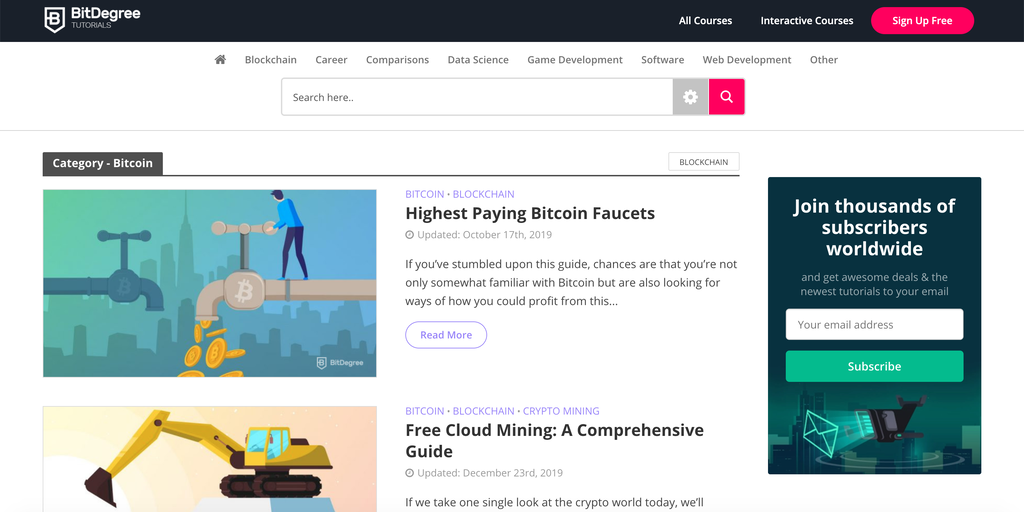 BitDegree
TUTORIALS
All Courses
Interactive Courses
Sign Up Free
Blockchain
Career
Comparisons
Data Science
Game Development
Software
Web Development
Other
Search here..
Category - Bitcoin
BLOCKCHAIN
BITCOIN • BLOCKCHAIN
Highest Paying Bitcoin Faucets
Updated: October 17th, 2019
If you’ve stumbled upon this guide, chances are that you’re not
only somewhat familiar with Bitcoin but are also looking for
ways of how you could profit from this...
Read More
BitDegree
BITCOIN • BLOCKCHAIN • CRYPTO MINING
Free Cloud Mining: A Comprehensive
Guide
Updated: December 23rd, 2019
If we take one single look at the crypto world today, we’ll
Join thousands of
subscribers
worldwide
and get awesome deals & the
newest tutorials to your email
Your email address
Subscribe